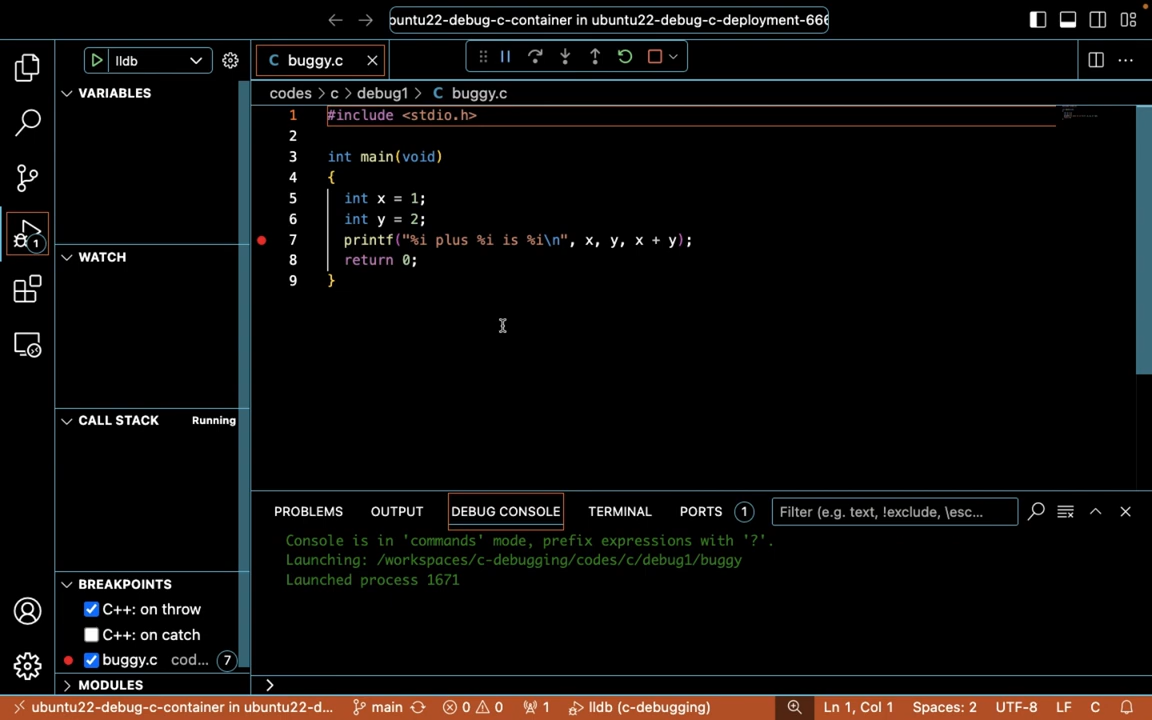 ubuntu22-debug-c-container in ubuntu22-debug-c-deployment-666
lldb
C buggy.c
VARIABLES
codes > c > debug1 > C buggy.c
1 #include <stdio.h>
2
3 int main(void)
4 {
5 int x = 1;
6 int y = 2;
7 printf("%i plus %i is %i\n", x, y, x + y);
8 return 0;
9 }
1
WATCH
CALL STACK Running
PROBLEMS OUTPUT DEBUG CONSOLE TERMINAL PORTS 1 Filter (e.g. text, !exclude, \esc...
Console is in 'commands' mode, prefix expressions with '?'.
Launching: /workspaces/c-debugging/codes/c/debug1/buggy
Launched process 1671
BREAKPOINTS
C++: on throw
C++: on catch
buggy.c cod... 7
MODULES
>
ubuntu22-debug-c-container in ubuntu22-d... main 0 0 1 lldb (c-debugging) Ln 1, Col 1 Spaces: 2 UTF-8 LF C